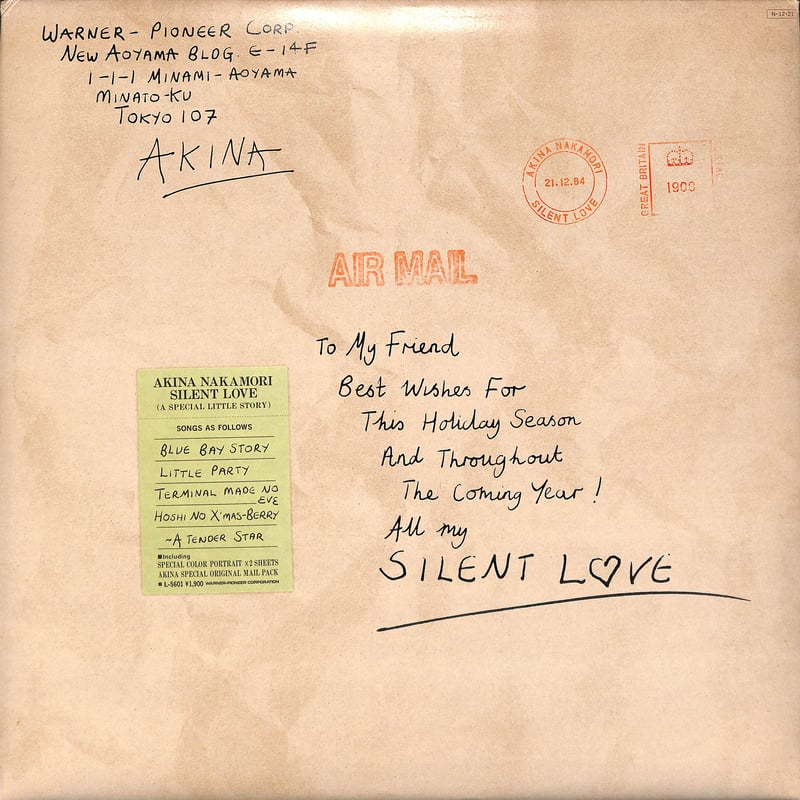 N-12-21
WARNER-PIONEER CORP.
NEW AOYAMA BLDG. E-14F
1-1-1 MINAMI-AOYAMA
MINATO-KU
TOKYO 107
AKINA
AKINA NAKAMORI
21.12.84
SILENT LOVE
GREAT BRITAIN
1900
AIR MAIL
To My Friend
Best Wishes For
This Holiday Season
And Throughout
The Coming Year!
All my
SILENT L♡VE
AKINA NAKAMORI
SILENT LOVE
(A SPECIAL LITTLE STORY)
SONGS AS FOLLOWS
BLUE BAY STORY
LITTLE PARTY
TERMINAL MADE NO
EVE
HOSHI NO X'MAS-BERRY
~A TENDER STAR
■Including
SPECIAL COLOR PORTRAIT ×2 SHEETS
AKINA SPECIAL ORIGINAL MAIL PACK
■ L-5601 ¥1,900 WARNER-PIONEER CORPORATION